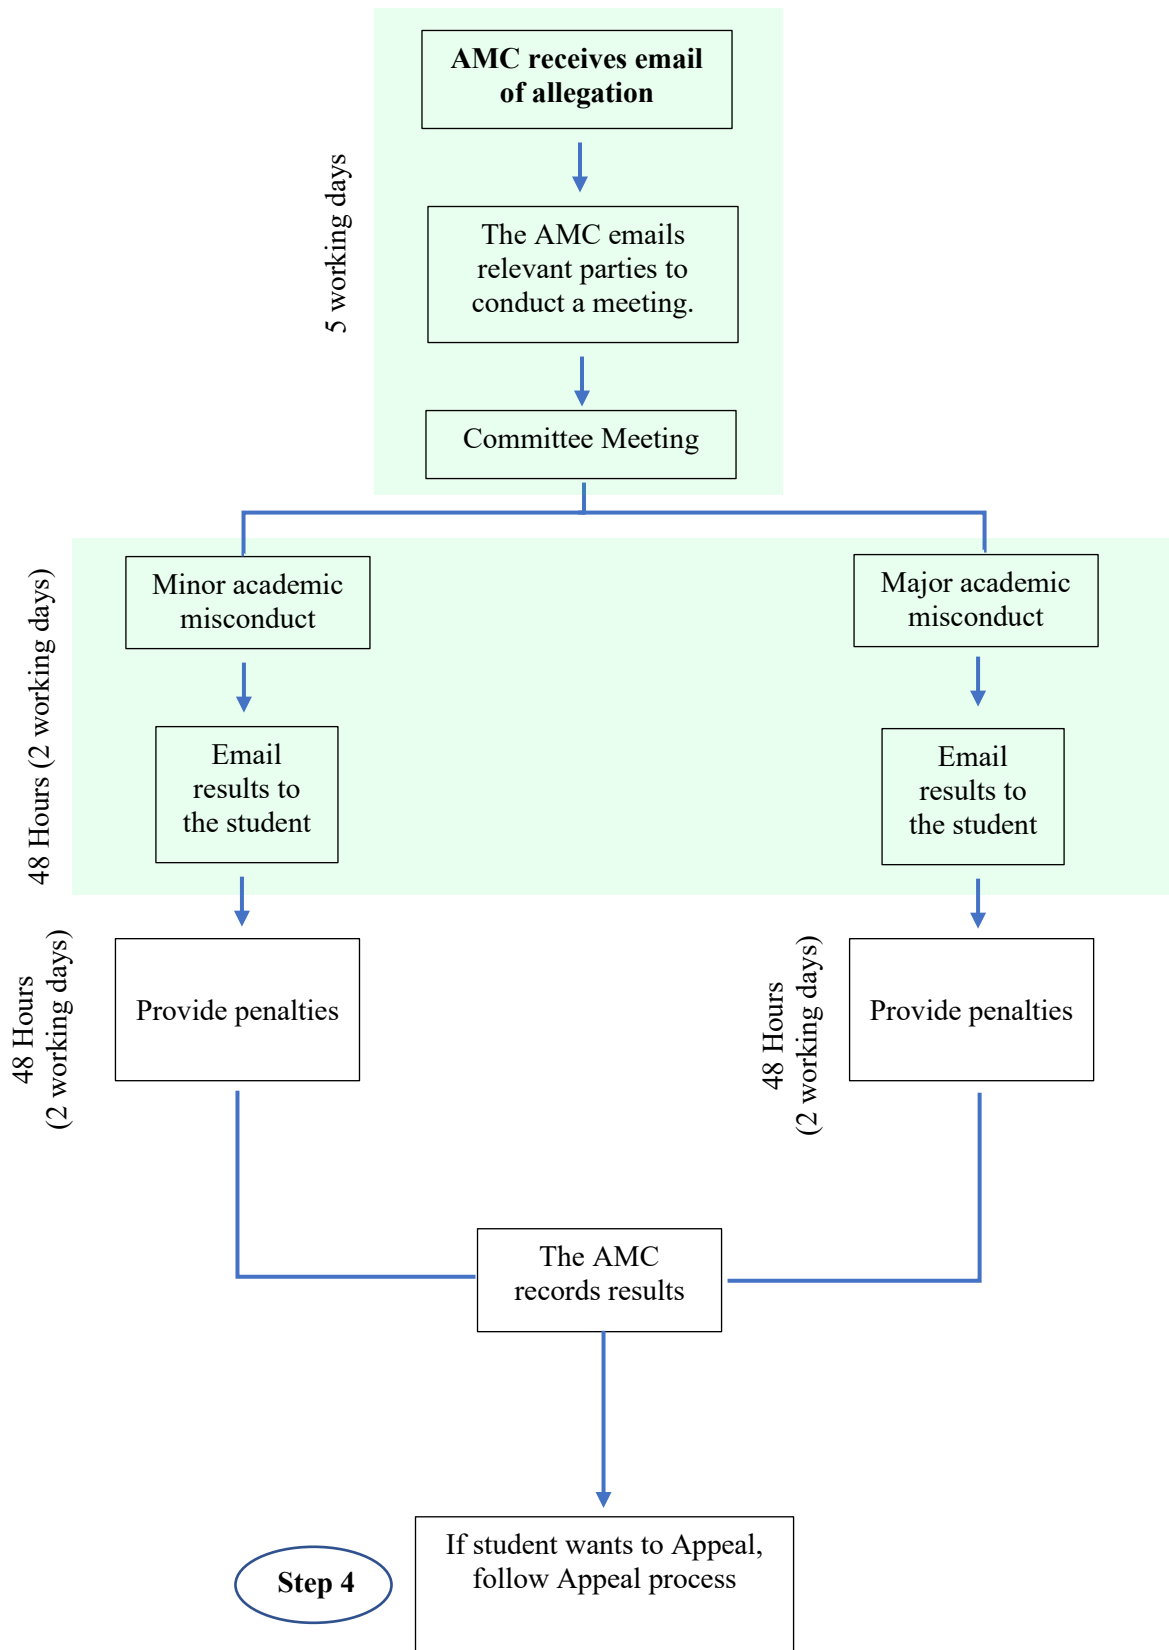 AMC receives email
of allegation
5 working days
The AMC emails
relevant parties to
conduct a meeting.
Committee Meeting
48 Hours (2 working days)
Minor academic
misconduct
Major academic
misconduct
Email
results to
the student
Email
results to
the student
48 Hours
(2 working days)
Provide penalties
48 Hours
(2 working days)
Provide penalties
The AMC
records results
Step 4
If student wants to Appeal,
follow Appeal process